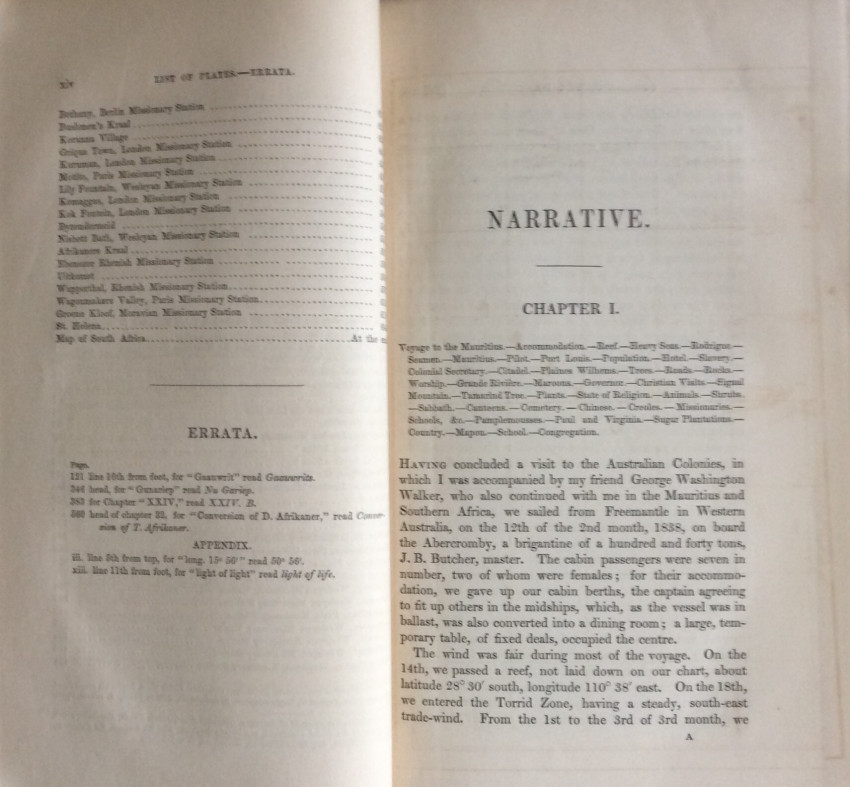 xiv
LIST OF PLATES.—ERRATA.
Bethany, Berlin Missionary Station
Bushmen's Kraal
Koranna Village
Griqua Town, London Missionary Station
Kuruman, London Missionary Station
Motito, Paris Missionary Station
Lily Fountain, Wesleyan Missionary Station
Komaggas, London Missionary Station
Kok Fontein, London Missionary Station
Byzondermeid
Nisbett Bath, Wesleyan Missionary Station
Afrikaners Kraal
Ebenezer Rhenish Missionary Station
Uitkomst
Wupperthal, Rhenish Missionary Station
Wagonmakers Valley, Paris Missionary Station
Groene Kloof, Moravian Missionary Station
St. Helena
Map of South Africa At the
ERRATA.
Page.
121 line 10th from foot, for "Gaauwrit" read Gaauwrits.
344 head, for "Gunariep" read Nu Gariep.
383 for Chapter "XXIV," read XXIV. B.
560 head of chapter 32, for "Conversion of D. Afrikaner," read Conver-
sion of T. Afrikaner.
APPENDIX.
iii. line 5th from top, for "long. 15° 56'" read 50° 56'.
xiii. line 11th from foot, for "light of light" read light of life.
NARRATIVE.
CHAPTER I.
Voyage to the Mauritius.—Accommodation.—Reef.—Heavy Seas.—Rodrigue.—
Seamen.—Mauritius.—Pilot.—Port Louis.—Population.—Hotel.—Slavery.—
Colonial Secretary.—Citadel.—Plaines Wilhems.—Trees.—Roads.—Rocks.—
Worship.—Grande Rivière.—Maroons.—Governor.—Christian Visits.—Signal
Mountain.—Tamarind Tree.—Plants.—State of Religion.—Animals.—Shrubs.
—Sabbath.—Canteens.—Cemetery.—Chinese.—Creoles.—Missionaries.—
Schools, &c.—Pamplemousses.—Paul and Virginia.—Sugar Plantations.—
Country.—Mapou.—School.—Congregation.
HAVING concluded a visit to the Australian Colonies, in
which I was accompanied by my friend George Washington
Walker, who also continued with me in the Mauritius and
Southern Africa, we sailed from Freemantle in Western
Australia, on the 12th of the 2nd month, 1838, on board
the Abercromby, a brigantine of a hundred and forty tons,
J. B. Butcher, master. The cabin passengers were seven in
number, two of whom were females; for their accommo-
dation, we gave up our cabin berths, the captain agreeing
to fit up others in the midships, which, as the vessel was in
ballast, was also converted into a dining room; a large, tem-
porary table, of fixed deals, occupied the centre.
The wind was fair during most of the voyage. On the
14th, we passed a reef, not laid down on our chart, about
latitude 28° 30′ south, longitude 110° 38′ east. On the 18th,
we entered the Torrid Zone, having a steady, south-east
trade-wind. From the 1st to the 3rd of 3rd month, we
A